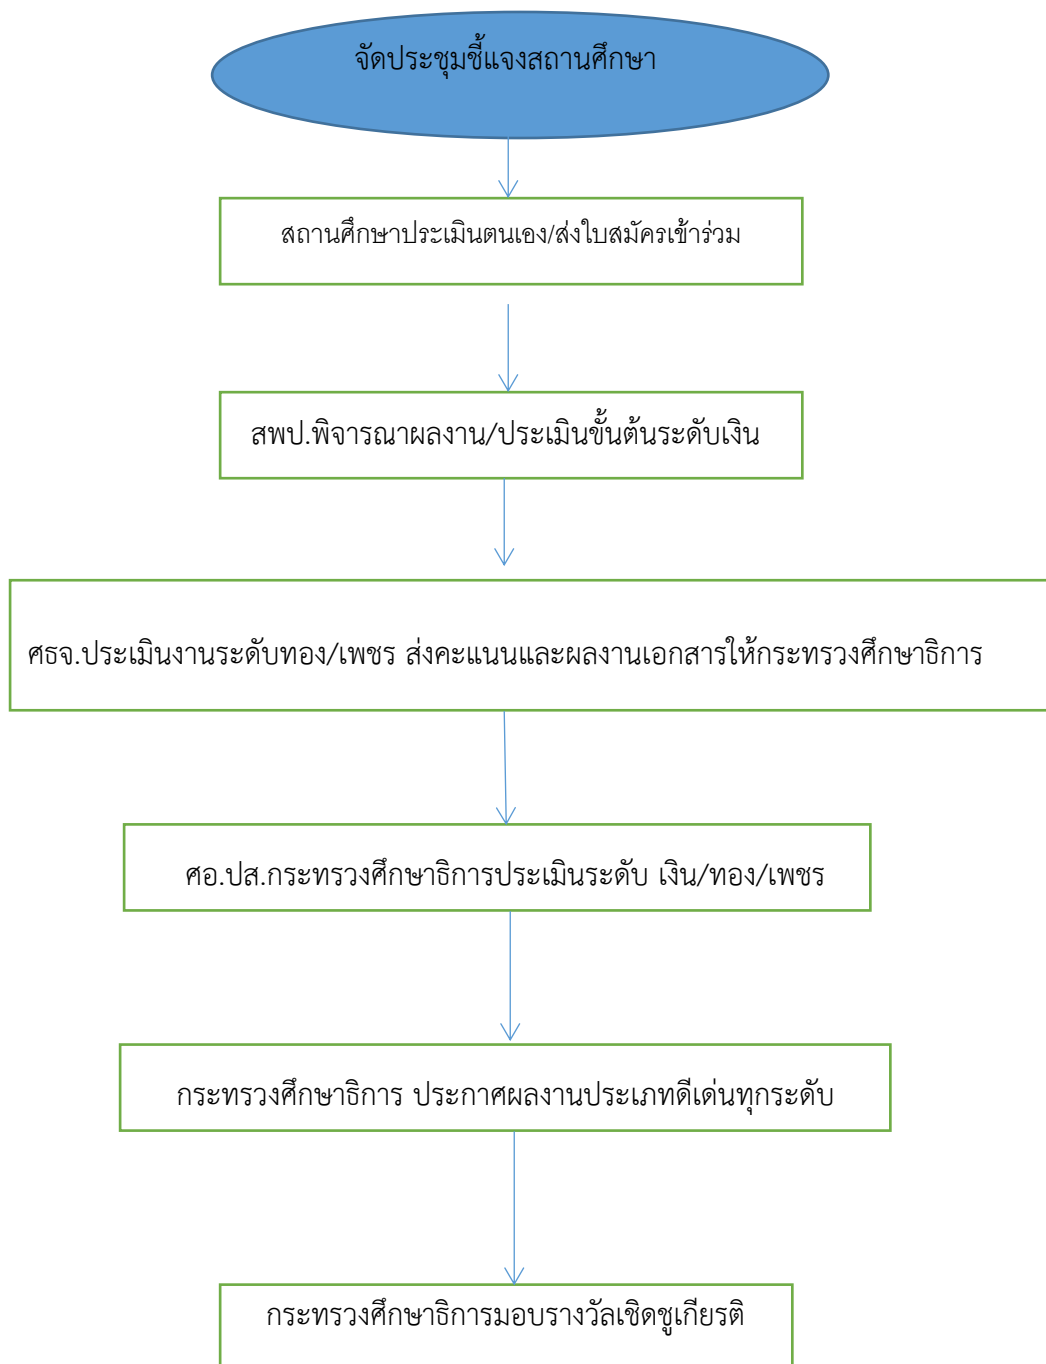 จัดประชุมชี้แจงสถานศึกษา
สถานศึกษาประเมินตนเอง/ส่งใบสมัครเข้าร่วม
สพป.พิจารณาผลงาน/ประเมินขั้นต้นระดับเงิน
ศธจ.ประเมินงานระดับทอง/เพชร ส่งคะแนนและผลงานเอกสารให้กระทรวงศึกษาธิการ
ศอ.ปส.กระทรวงศึกษาธิการประเมินระดับ เงิน/ทอง/เพชร
กระทรวงศึกษาธิการ ประกาศผลงานประเภทดีเด่นทุกระดับ
กระทรวงศึกษาธิการมอบรางวัลเชิดชูเกียรติ